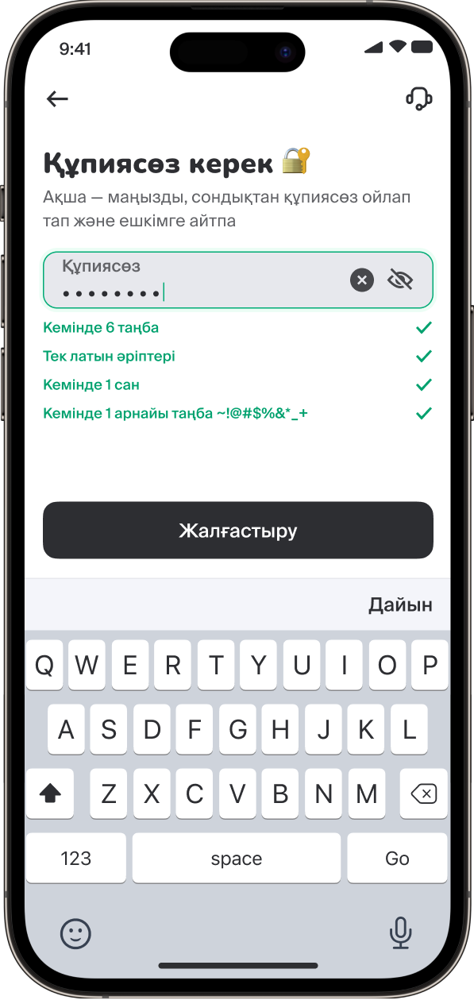 9:41
Құпиясөз керек 🔐
Ақша — маңызды, сондықтан құпиясөз ойлап
тап және ешкімге айтпа
Құпиясөз
••••••••
Кемінде 6 таңба
Тек латын әріптері
Кемінде 1 сан
Кемінде 1 арнайы таңба ~!@#$%&*_+
Жалғастыру
Дайын
Q W E R T Y U I O P
A S D F G H J K L
Z X C V B N M
123 space Go